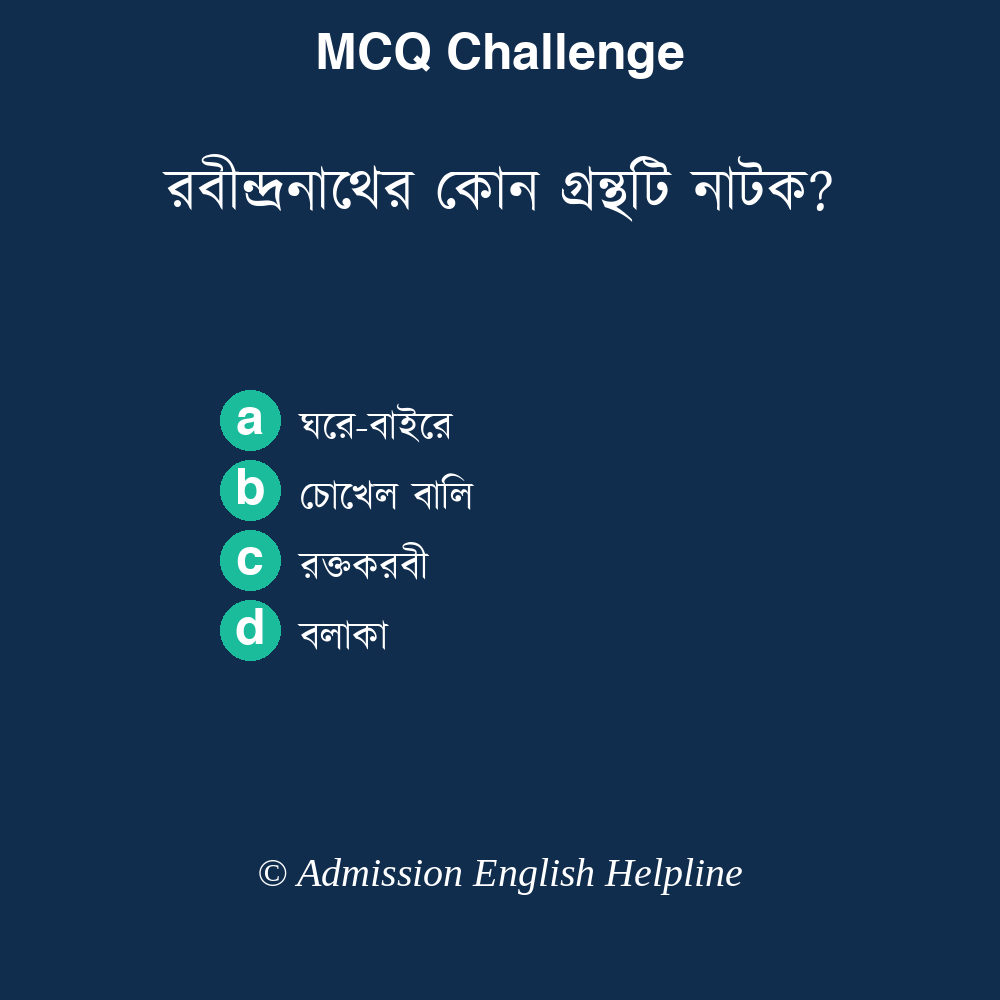 MCQ Challenge
রবীন্দ্রনাথের কোন গ্রন্থটি নাটক?
a ঘরে-বাইরে
b চোখেল বালি
c রক্তকরবী
d বলাকা
© Admission English Helpline